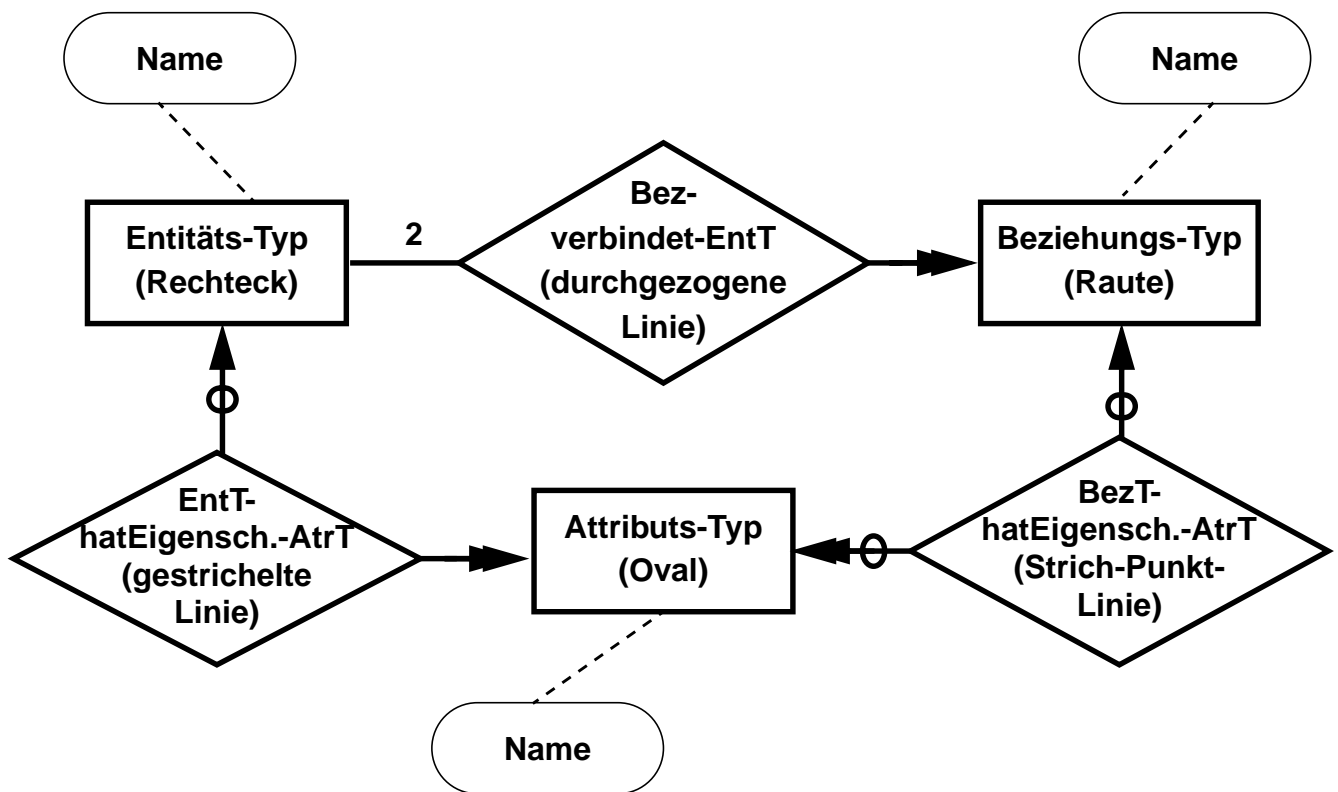 Name
Name
Entitäts-Typ
(Rechteck)
2
Bez-
verbindet-EntT
(durchgezogene
Linie)
Beziehungs-Typ
(Raute)
EntT-
hatEigensch.-AtrT
(gestrichelte
Linie)
Attributs-Typ
(Oval)
BezT-
hatEigensch.-AtrT
(Strich-Punkt-
Linie)
Name